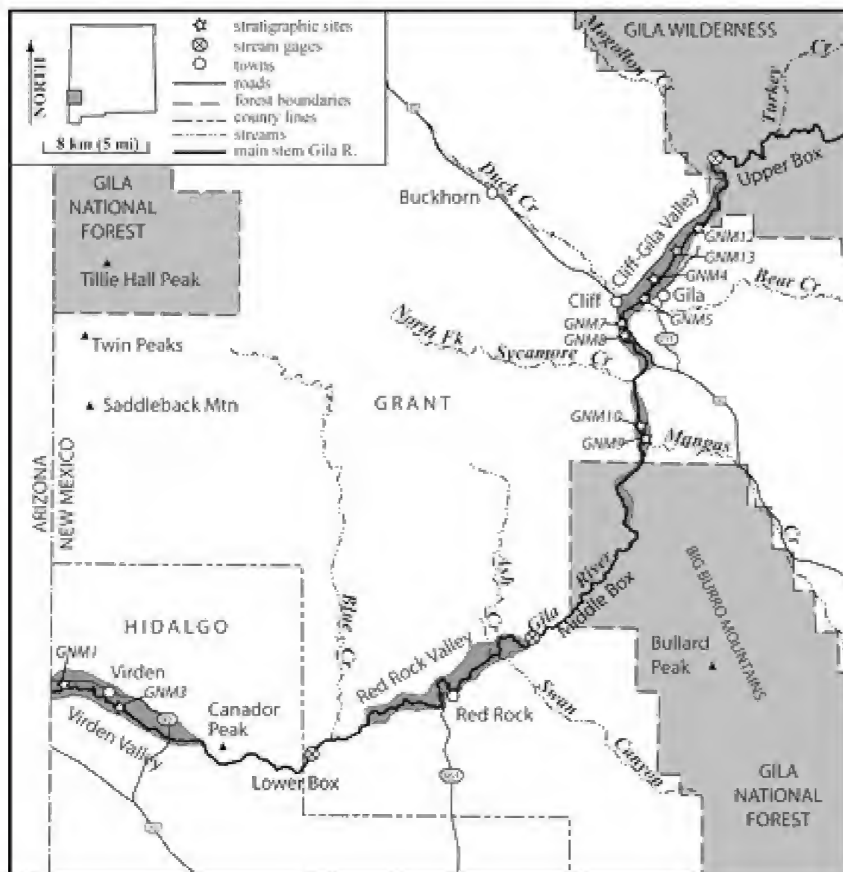 NORTH
8 km (5 mi)
stratigraphic sites
stream gages
towns
roads
forest boundaries
county lines
streams
main stem Gila R.
GILA WILDERNESS
Mogollon Cr.
Turkey
Cr
Upper Box
GILA
NATIONAL
FOREST
Tillie Hall Peak
Buckhorn
Duck Cr
Cliff-Gila Valley
GNM12
GNM13
GNM4
Bear Cr.
Cliff
Gila
GNM5
GNM7
GNM8
Twin Peaks
North Fk
Sycamore Cr
Saddleback Mtn
GRANT
GNM10
GNM9
Mangas
Cr
ARIZONA
NEW MEXICO
Ash
Cr
Gila River
Middle Box
BIG BURRO MOUNTAINS
Bullard
Peak
HIDALGO
Blue Cr.
Red Rock Valley
GNM1
Virden
GNM3
Virden Valley
Canador
Peak
Red Rock
Swan
Canyon
Lower Box
GILA
NATIONAL
FOREST